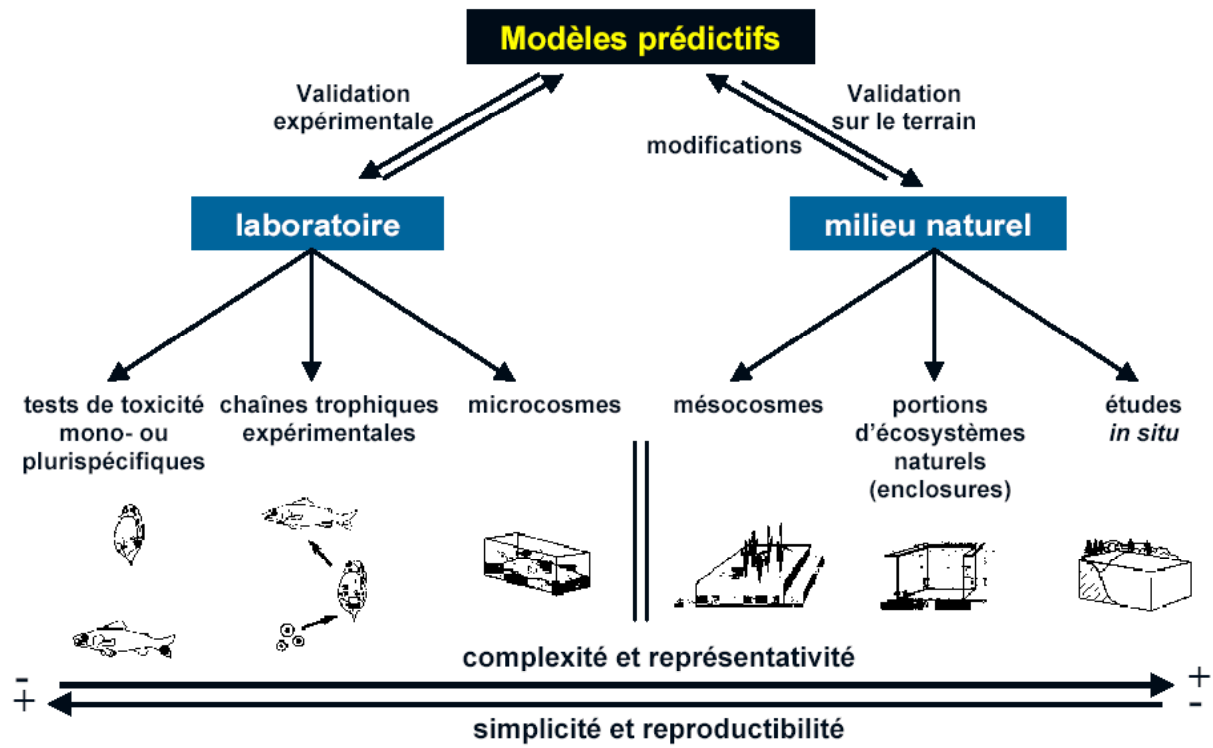 Modèles prédictifs
Validation
expérimentale
Validation
sur le terrain
modifications
laboratoire
milieu naturel
tests de toxicité
mono- ou
plurispécifiques
chaînes trophiques
expérimentales
microcosmes
mésocosmes
portions
d'écosystèmes
naturels
(enclosures)
études
in situ
complexité et représentativité
- +
+ -
simplicité et reproductibilité